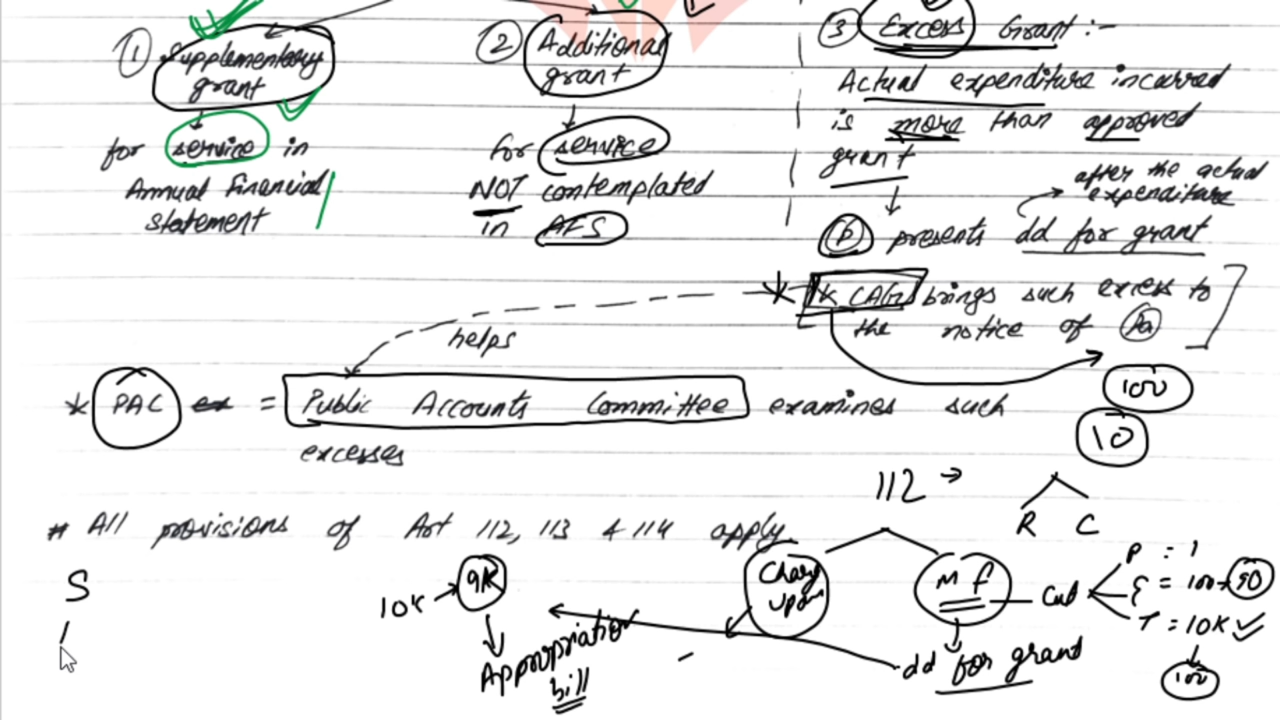 ① Supplementary grant
for service in
Annual Financial
statement
② Additional grant
for service
NOT contemplated
in AFS
③ Excess Grant :-
Actual expenditure incurred
is more than approved
grant
after the actual
expenditure
presents dd for grant
* CAG brings such excess to
the notice of
helps
* PAC = Public Accounts Committee examines such
excesses
100
10
112 →
R C
# All provisions of Art 112, 113 & 114 apply
S
10K → 9K
Appropriation
bill
Charg
upon
M F
Cut
P : 1
E = 100 → 90
T = 10K ✓
100
dd for grant